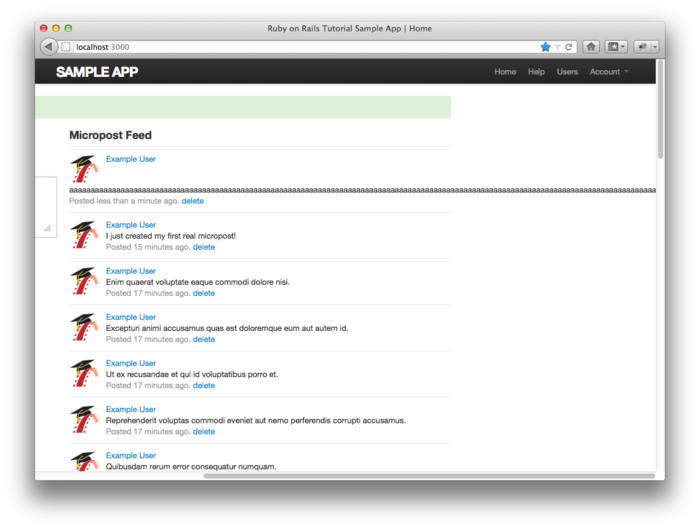 Ruby on Rails Tutorial Sample App | Home
localhost:3000
SAMPLE APP
Home Help Users Account
Micropost Feed
Example User
Posted less than a minute ago. delete
Example User
I just created my first real micropost!
Posted 15 minutes ago. delete
Example User
Enim quaerat voluptate eaque commodi dolore nisi.
Posted 17 minutes ago. delete
Example User
Excepturi animi accusamus quas est doloremque eum aut autem id.
Posted 17 minutes ago. delete
Example User
Ut ex recusandae et qui id voluptatibus porro et.
Posted 17 minutes ago. delete
Example User
Reprehenderit voluptas commodi eveniet aut nemo perferendis corrupti accusamus.
Posted 17 minutes ago. delete
Example User
Quibusdam rerum error consequatur numquam.